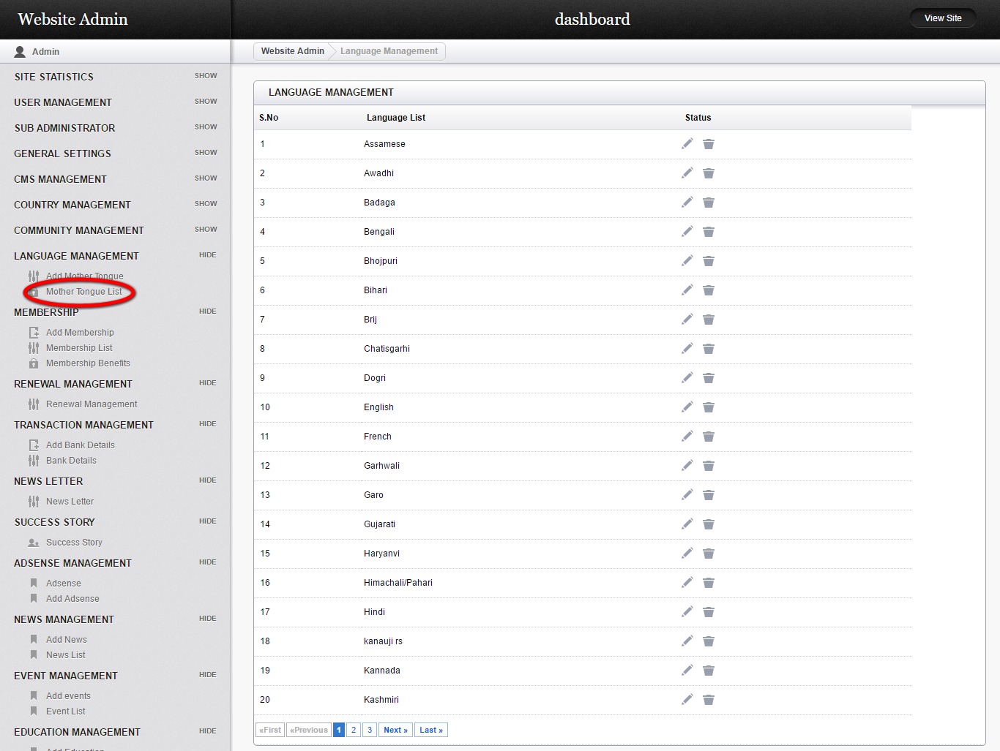 Website Admin
dashboard
View Site
Admin
Website Admin
Language Management
SITE STATISTICS SHOW
USER MANAGEMENT SHOW
SUB ADMINISTRATOR SHOW
GENERAL SETTINGS SHOW
CMS MANAGEMENT SHOW
COUNTRY MANAGEMENT SHOW
COMMUNITY MANAGEMENT SHOW
LANGUAGE MANAGEMENT HIDE
Add Mother Tongue
Mother Tongue List
MEMBERSHIP HIDE
Add Membership
Membership List
Membership Benefits
RENEWAL MANAGEMENT HIDE
Renewal Management
TRANSACTION MANAGEMENT HIDE
Add Bank Details
Bank Details
NEWS LETTER HIDE
News Letter
SUCCESS STORY HIDE
Success Story
ADSENSE MANAGEMENT HIDE
Adsense
Add Adsense
NEWS MANAGEMENT HIDE
Add News
News List
EVENT MANAGEMENT HIDE
Add events
Event List
EDUCATION MANAGEMENT HIDE
Add Education
LANGUAGE MANAGEMENT
S.No Language List Status
1 Assamese
2 Awadhi
3 Badaga
4 Bengali
5 Bhojpuri
6 Bihari
7 Brij
8 Chatisgarhi
9 Dogri
10 English
11 French
12 Garhwali
13 Garo
14 Gujarati
15 Haryanvi
16 Himachali/Pahari
17 Hindi
18 kanauji rs
19 Kannada
20 Kashmiri
«First «Previous 1 2 3 Next » Last »